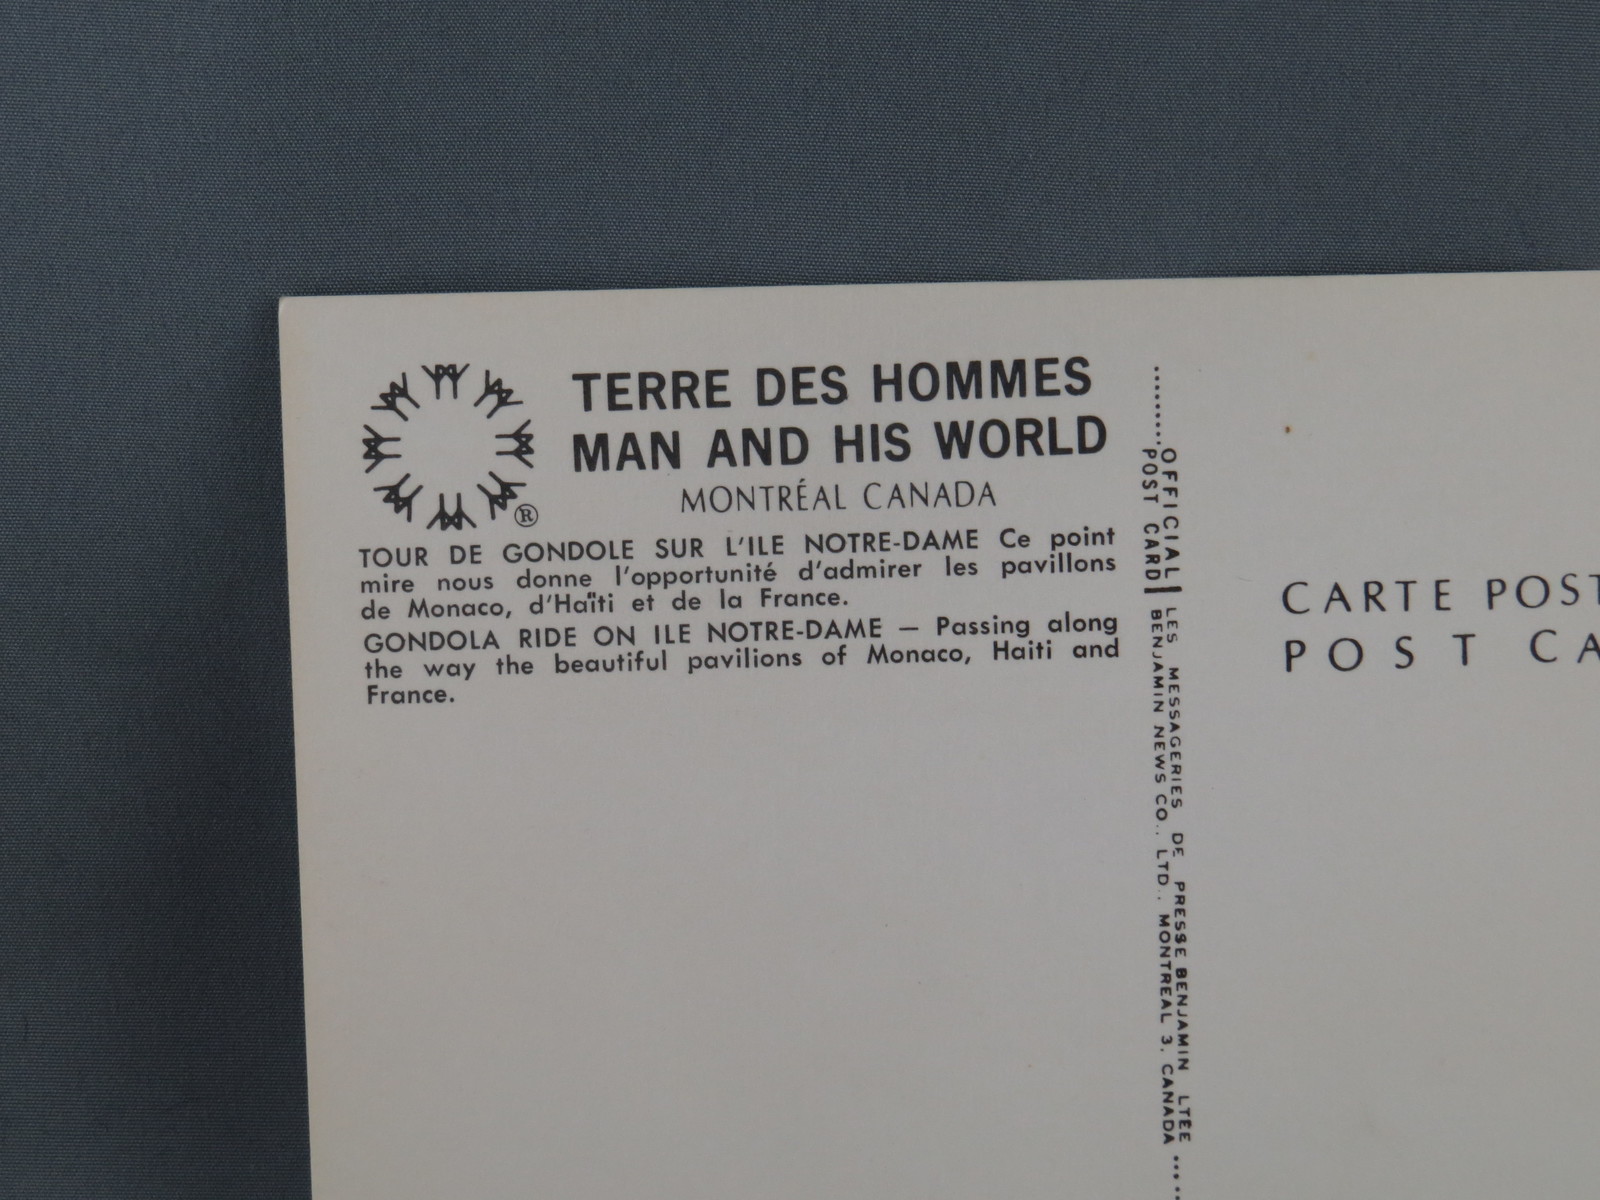 TERRE DES HOMMES
MAN AND HIS WORLD
MONTRÉAL CANADA
®
TOUR DE GONDOLE SUR L'ILE NOTRE-DAME Ce point
mire nous donne l'opportunité d'admirer les pavillons
de Monaco, d'Haïti et de la France.
GONDOLA RIDE ON ILE NOTRE-DAME — Passing along
the way the beautiful pavilions of Monaco, Haiti and
France.
OFFICIAL
POST CARD
LES MESSAGERIES DE PRESSE BENJAMIN LTÉE
BENJAMIN NEWS CO., LTD., MONTREAL 3, CANADA
CARTE POST
POST CA